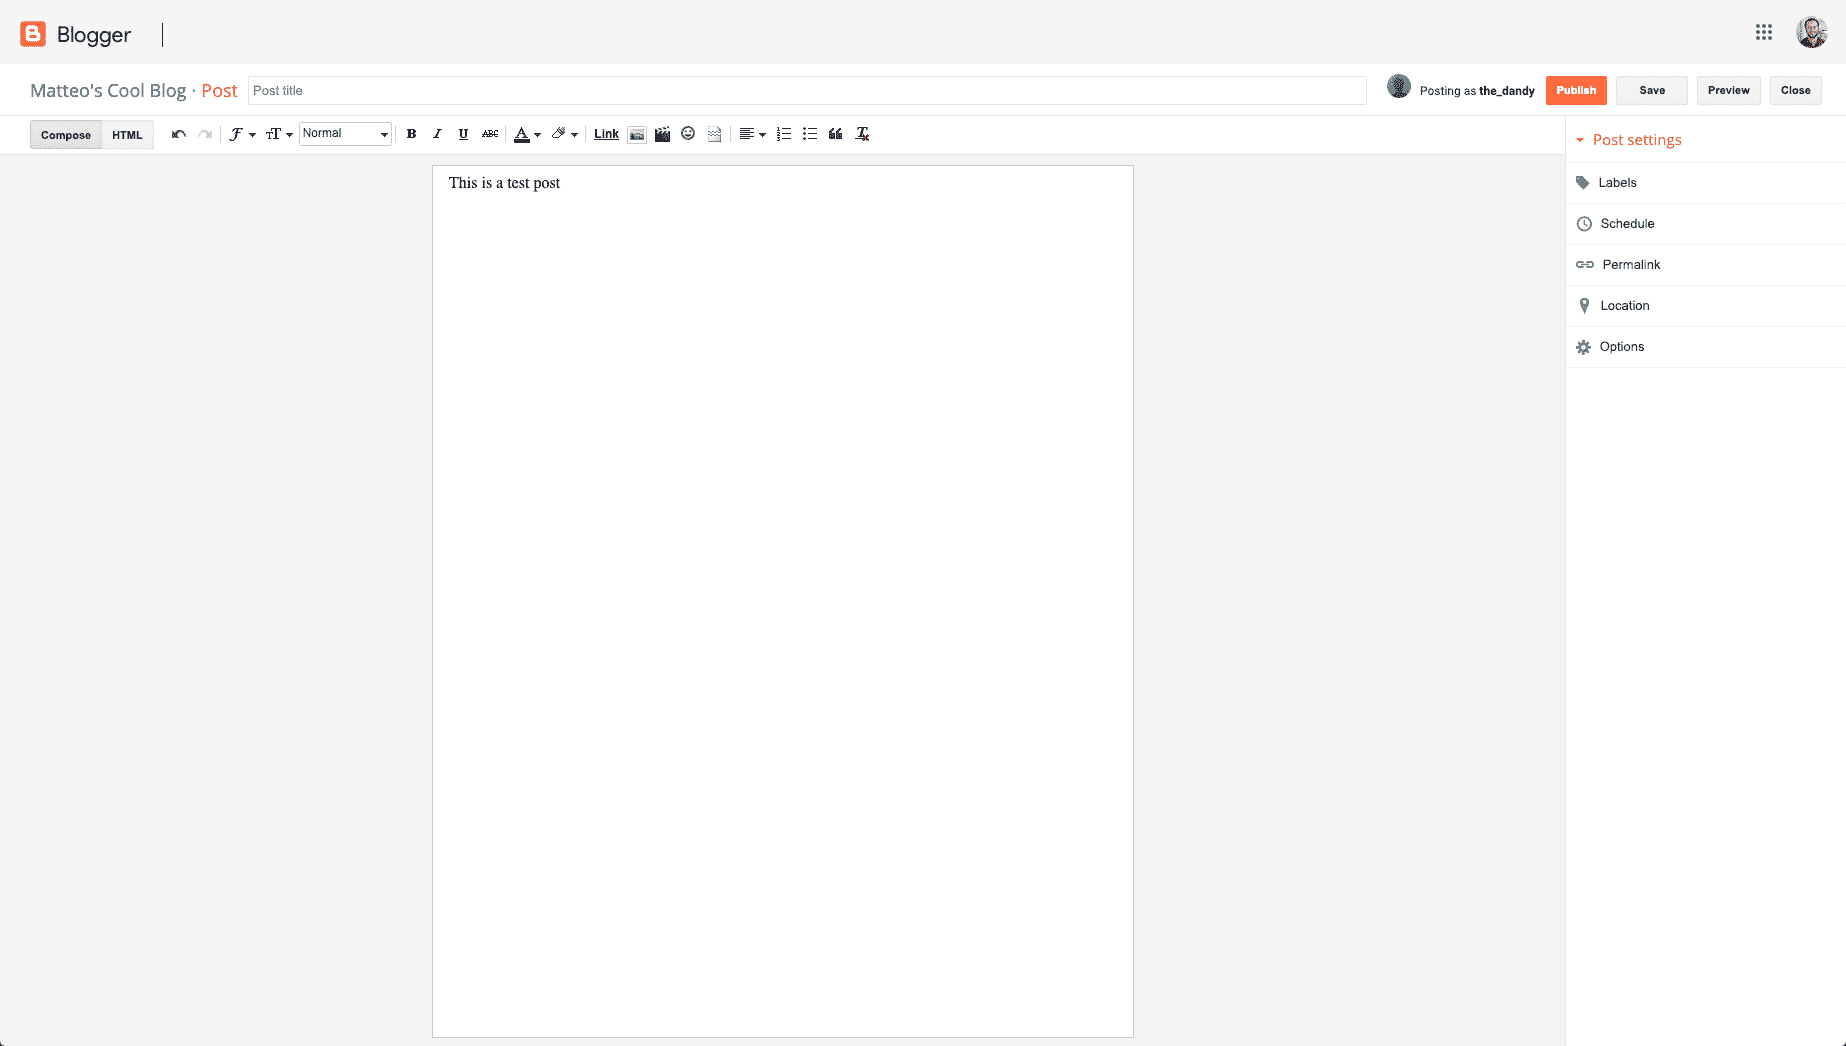 Blogger
Matteo's Cool Blog · Post
Post title
Posting as the_dandy
Publish
Save
Preview
Close
Compose
HTML
Normal
B
I
U
ABC
A
Link
This is a test post
Post settings
Labels
Schedule
Permalink
Location
Options